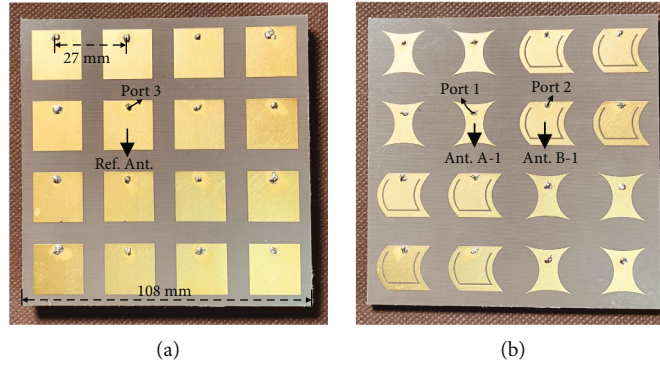 27 mm
Port 3
Ref. Ant.
108 mm
(a)
Port 1
Port 2
Ant. A-1
Ant. B-1
(b)